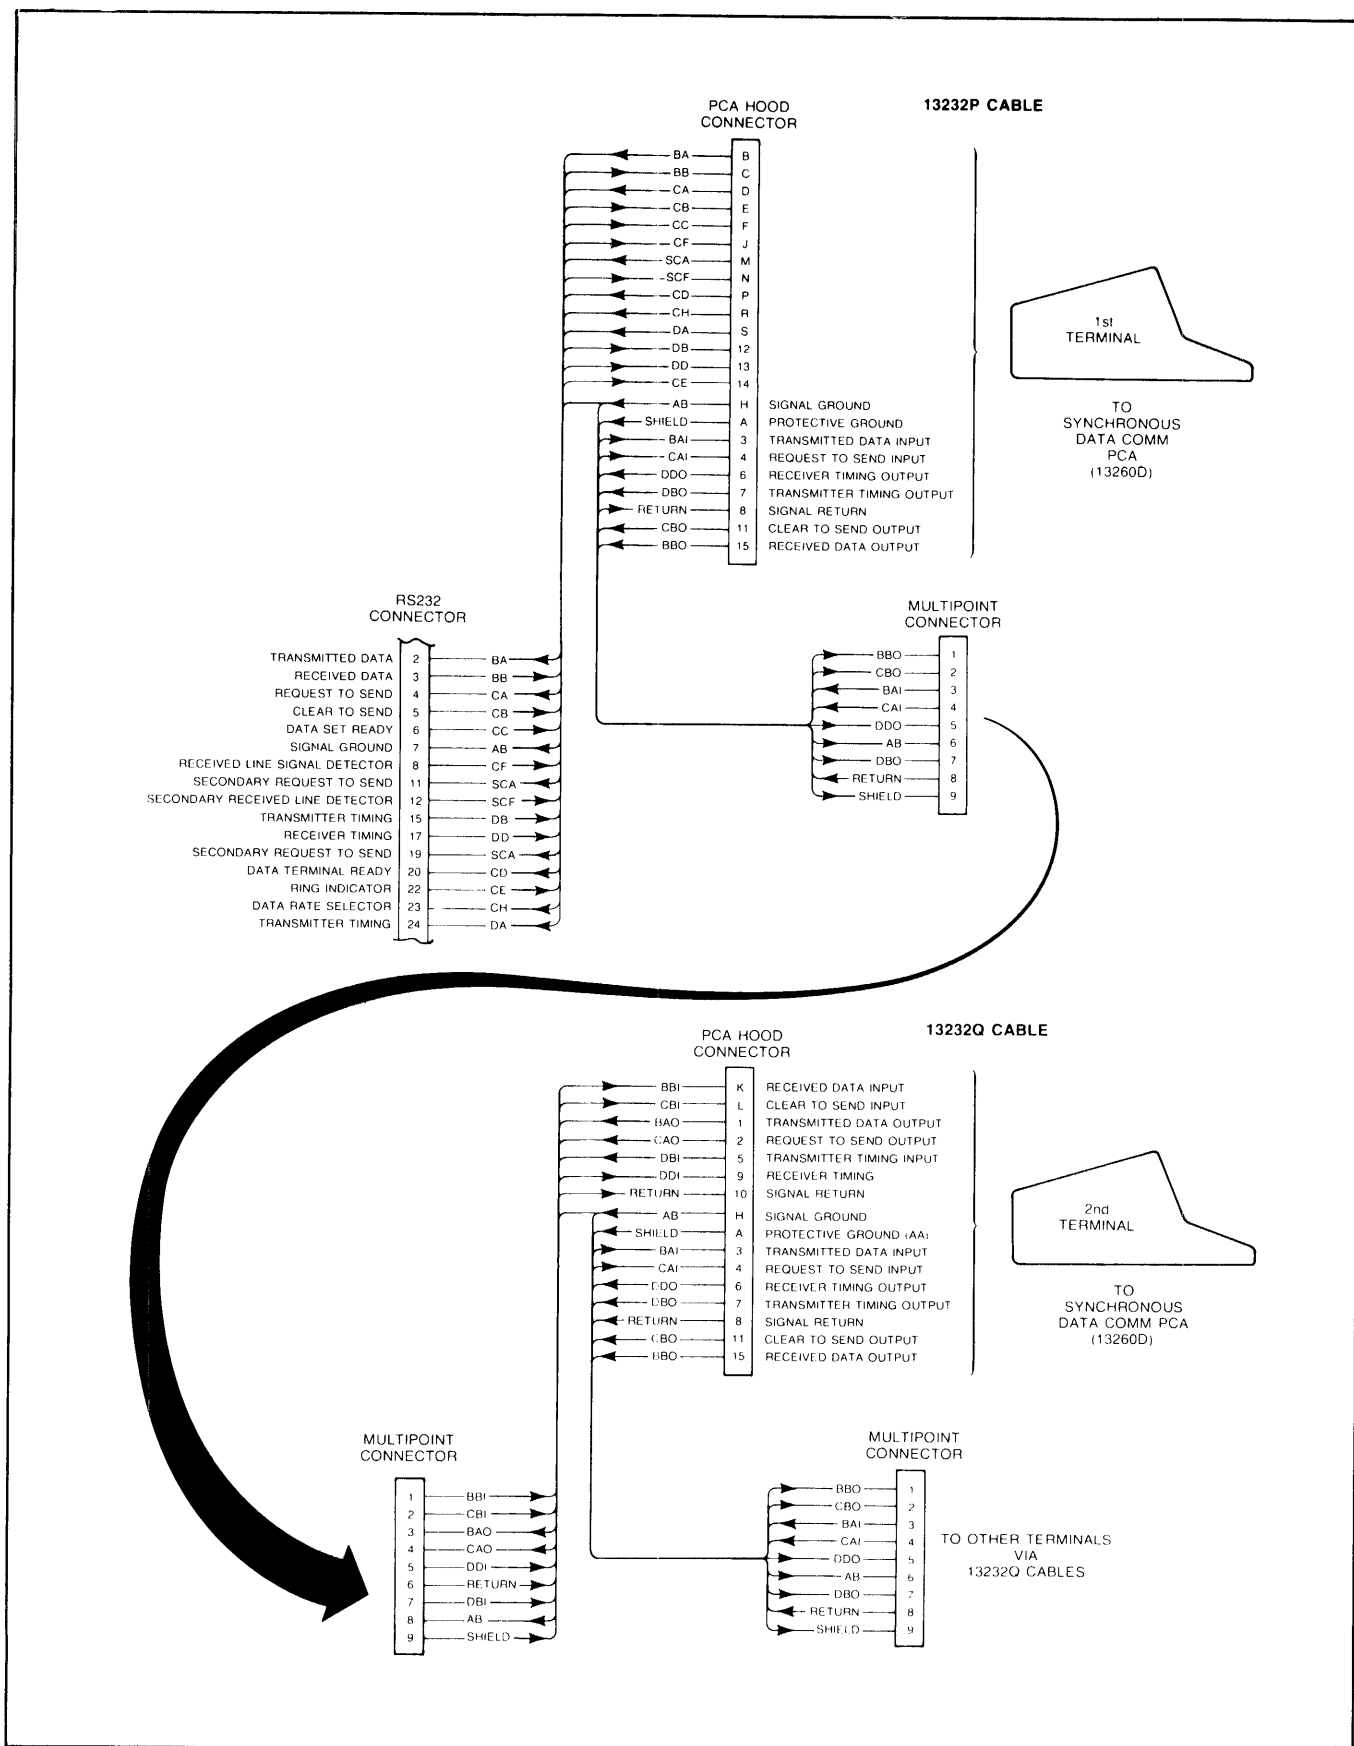 PCA HOOD
CONNECTOR
13232P CABLE
BA B
BB C
CA D
CB E
CC F
CF J
SCA M
SCF N
CD P
CH R
DA S
DB 12
DD 13
CE 14
AB H SIGNAL GROUND
SHIELD A PROTECTIVE GROUND
BAI 3 TRANSMITTED DATA INPUT
CAI 4 REQUEST TO SEND INPUT
DDO 6 RECEIVER TIMING OUTPUT
DBO 7 TRANSMITTER TIMING OUTPUT
RETURN 8 SIGNAL RETURN
CBO 11 CLEAR TO SEND OUTPUT
BBO 15 RECEIVED DATA OUTPUT
1st
TERMINAL
TO
SYNCHRONOUS
DATA COMM
PCA
(13260D)
RS232
CONNECTOR
TRANSMITTED DATA 2 BA
RECEIVED DATA 3 BB
REQUEST TO SEND 4 CA
CLEAR TO SEND 5 CB
DATA SET READY 6 CC
SIGNAL GROUND 7 AB
RECEIVED LINE SIGNAL DETECTOR 8 CF
SECONDARY REQUEST TO SEND 11 SCA
SECONDARY RECEIVED LINE DETECTOR 12 SCF
TRANSMITTER TIMING 15 DB
RECEIVER TIMING 17 DD
SECONDARY REQUEST TO SEND 19 SCA
DATA TERMINAL READY 20 CD
RING INDICATOR 22 CE
DATA RATE SELECTOR 23 CH
TRANSMITTER TIMING 24 DA
MULTIPOINT
CONNECTOR
BBO 1
CBO 2
BAI 3
CAI 4
DDO 5
AB 6
DBO 7
RETURN 8
SHIELD 9
PCA HOOD
CONNECTOR
13232Q CABLE
BBI K RECEIVED DATA INPUT
CBI L CLEAR TO SEND INPUT
BAO 1 TRANSMITTED DATA OUTPUT
CAO 2 REQUEST TO SEND OUTPUT
DBI 5 TRANSMITTER TIMING INPUT
DDI 9 RECEIVER TIMING
RETURN 10 SIGNAL RETURN
AB H SIGNAL GROUND
SHIELD A PROTECTIVE GROUND (AA)
BAI 3 TRANSMITTED DATA INPUT
CAI 4 REQUEST TO SEND INPUT
DDO 6 RECEIVER TIMING OUTPUT
DBO 7 TRANSMITTER TIMING OUTPUT
RETURN 8 SIGNAL RETURN
CBO 11 CLEAR TO SEND OUTPUT
BBO 15 RECEIVED DATA OUTPUT
2nd
TERMINAL
TO
SYNCHRONOUS
DATA COMM PCA
(13260D)
MULTIPOINT
CONNECTOR
1 BBI
2 CBI
3 BAO
4 CAO
5 DDI
6 RETURN
7 DBI
8 AB
9 SHIELD
MULTIPOINT
CONNECTOR
BBO 1
CBO 2
BAI 3
CAI 4
DDO 5
AB 6
DBO 7
RETURN 8
SHIELD 9
TO OTHER TERMINALS
VIA
13232Q CABLES